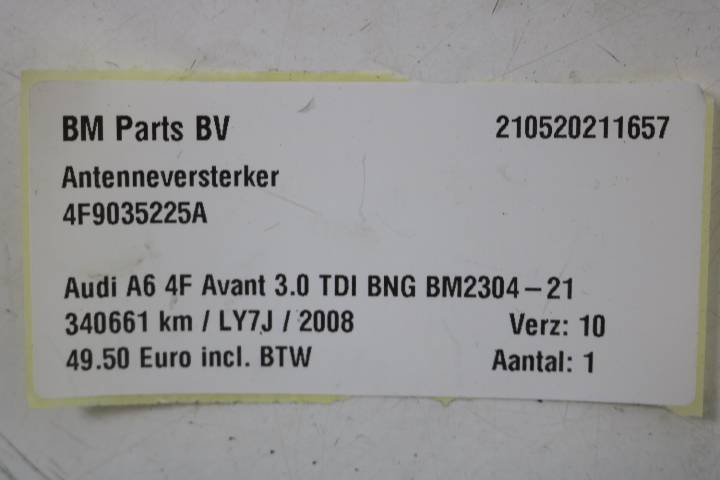 BM Parts BV 210520211657
Antenneversterker
4F9035225A
Audi A6 4F Avant 3.0 TDI BNG BM2304-21
340661 km / LY7J / 2008 Verz: 10
49.50 Euro incl. BTW Aantal: 1